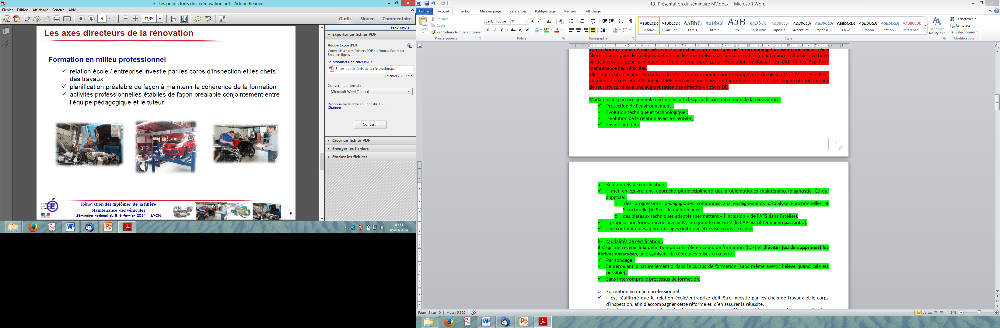 3- Les points forts de la rénovation.pdf - Adobe Reader
Fichier Edition Affichage Fenêtre Aide
9 / 11 77,5% Outils Signer Commentaire
Les axes directeurs de la rénovation
Formation en milieu professionnel
✓ relation école / entreprise investie par les corps d'inspection et les chefs
des travaux
✓ planification préalable de façon à maintenir la cohérence de la formation
✓ activités professionnelles établies de façon préalable conjointement entre
l'équipe pédagogique et le tuteur
Rénovation des diplômes de la filière
Maintenance des véhicules
Séminaire national du 5-6 février 2014 - LYON
9
Se connecter
Exporter un fichier PDF
Adobe ExportPDF
Convertissez des fichiers PDF au format Word ou
Excel en ligne.
Sélectionner un fichier PDF :
3- Les points forts de la rénovation.pdf
1 fichier / 1.19 Mo
Convertir au format :
Microsoft Word (*.docx)
Reconnaître le texte en English(U.S.)
Changer
Convertir
Créer un fichier PDF
Envoyer les fichiers
Stocker les fichiers
09:11
05/03/2014
10- Présentation du séminaire MV.docx - Microsoft Word
Fichier Accueil Insertion Mise en page Références Publipostage Révision Affichage
Coller
Couper
Copier
Reproduire la mise en forme
Presse-papiers
Calibri (Corps 11
G I S abc x₂ x²
Police
Paragraphe
AaBbCcDc AaBbCcDc AaBbC AaBbCc AaB AaBbCc. AaBbCcDc AaBbCcDc AaBbCcDc AaBbCcDc AaBbCcDc AaBbCcDc AABBCCDD
¶ Normal ¶ Sans int... Titre 1 Titre 2 Titre Sous-titre Emphase ... Accentuat... Emphase i... Élevé Citation Citation i... Référence...
Style
Modifier
les styles
Rechercher
Remplacer
Sélectionner
Modification
Tout d'abord, Madame Pascale COSTA a procédé à un historique de la terminologie utilisée pour définir cette
filière et au rappel de quelques définitions liés aux métiers de la maintenance (maintenance, véhicules, voitures
particulières...), pour expliquer le choix retenu pour cette rénovation englobant les CAP et les Bac Pro :
maintenance des véhicules.
Elle commente ensuite les chiffres de réussite aux examens pour les diplômes de niveau V et IV (en Bac Pro :
augmentation des effectifs depuis 2006 corrélée à une baisse du taux de réussite ; en CAP : augmentation du taux
de réussite corrélée à une augmentation des effectifs – apport DI).
Madame l'inspectrice générale décline ensuite les grands axes directeurs de la rénovation :
✓ Protection de l'environnement ;
✓ Evolution technique et technologique ;
✓ Evolution de la relation avec la clientèle ;
✓ Savoirs métiers.
2
a- Référentiels de certification :
✓ Il met en œuvre une approche pluridisciplinaire des problématiques maintenance/diagnostic. Ce qui
suppose :
o des progressions pédagogiques communes aux enseignements d'Analyse Fonctionnelles et
Structurelle (AFS) et de maintenance ;
o des plateaux techniques adaptés (permettant « l'inclusion » de l'AFS dans l'atelier).
✓ Il propose une formation de niveau IV, intégrant le niveau V (le CAP est obtenu « en passant »).
✓ Une continuité des apprentissages doit donc être visée dans ce cadre.
b- Modalités de certification :
Il s'agit de revenir à la définition du contrôle en cours de formation (CCF) et d'éviter (ou de supprimer) les
dérives observées, en organisant des épreuves mises en œuvre :
✓ Par sondage ;
✓ Se déroulant « naturellement » dans le cursus de formation (sans même avertir l'élève quand cela est
possible) ;
✓ Sans interrompre le processus de formation.
c- Formation en milieu professionnel :
✓ Il est réaffirmé que la relation école/entreprise doit être investie par les chefs de travaux et le corps
d'inspection, afin d'accompagner cette réforme et d'en assurer la réussite.
Page : 3 sur 10 Mots : 5 320 116 %